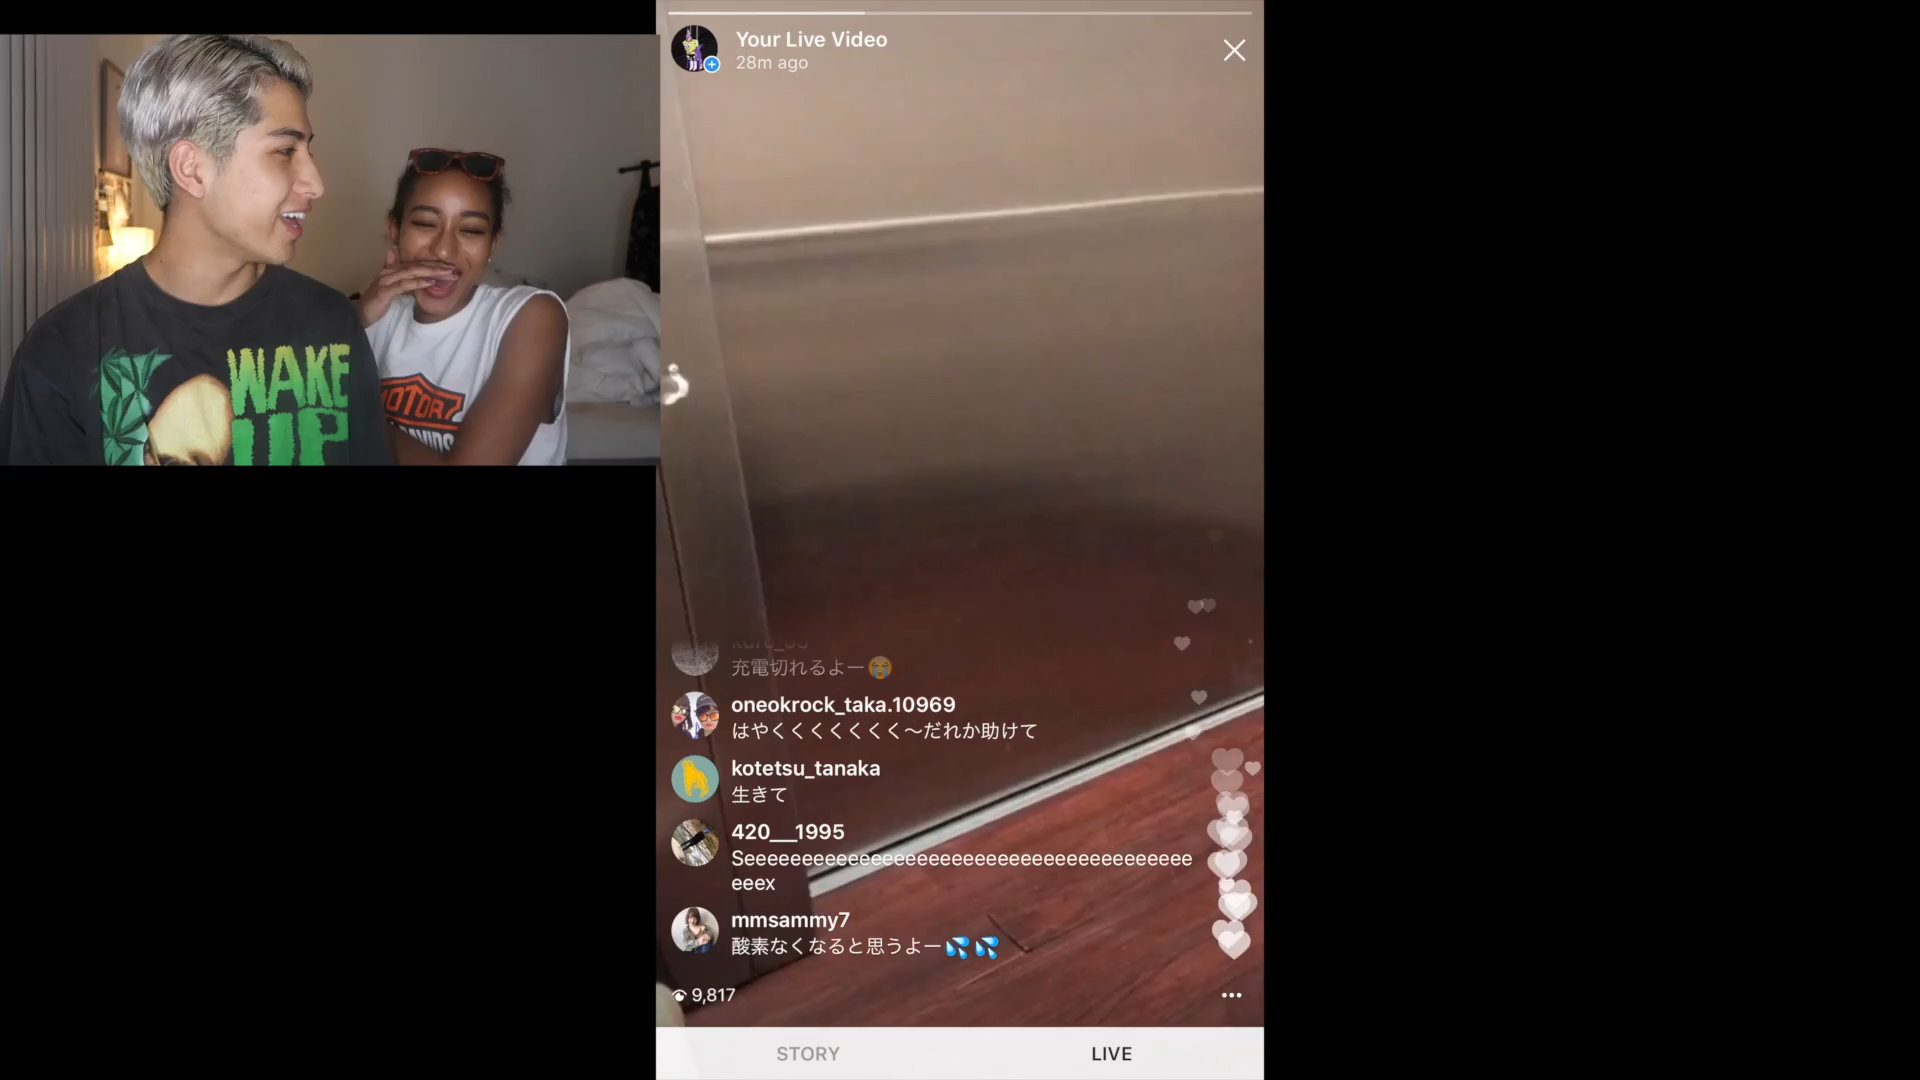 Your Live Video
28m ago
WAKE
UP
MOTOR
充電切れるよー😭
oneokrock_taka.10969
はやくくくくくくく〜だれか助けて
kotetsu_tanaka
生きて
420__1995
Seeeeeeeeeeeeeeeeeeeeeeeeeeeeeeeeeeeeeee
eeex
mmsammy7
酸素なくなると思うよー💦💦
9,817
STORY
LIVE